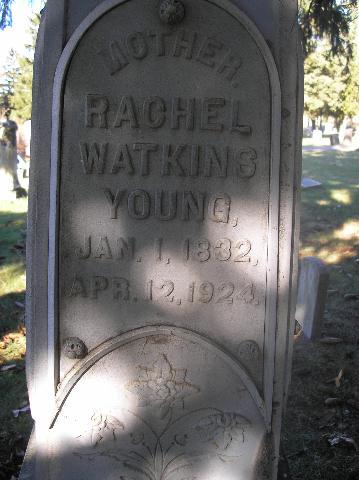 MOTHER.
RACHEL
WATKINS
YOUNG,
JAN. 1, 1832,
APR. 12, 1924.